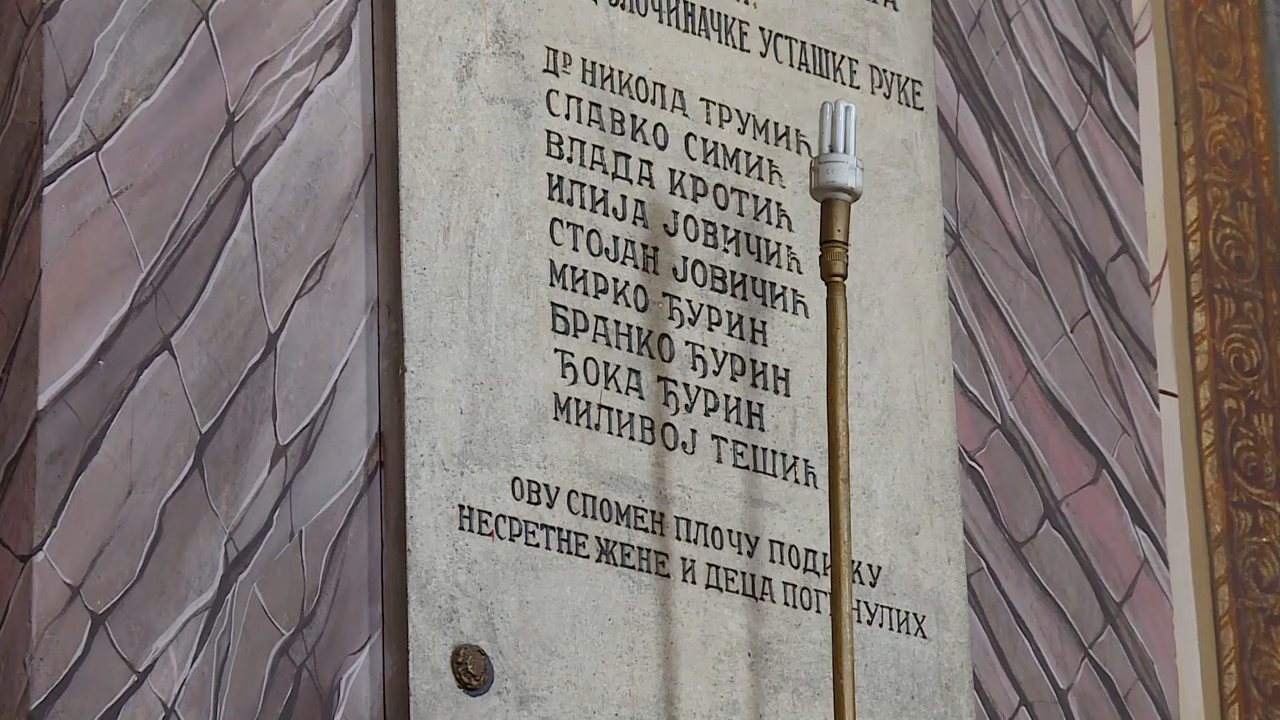 ЗЛОЧИНАЧКЕ УСТАШКЕ РУКЕ
ДР НИКОЛА ТРУМИЋ
СЛАВКО СИМИЋ
ВЛАДА КРОТИЋ
ИЛИЈА ЈОВИЧИЋ
СТОЈАН ЈОВИЧИЋ
МИРКО ЂУРИН
БРАНКО ЂУРИН
ЂОКА ЂУРИН
МИЛИВОЈ ТЕШИЋ
ОВУ СПОМЕН ПЛОЧУ ПОДИЖУ
НЕСРЕТНЕ ЖЕНЕ И ДЕЦА ПОГИНУЛИХ